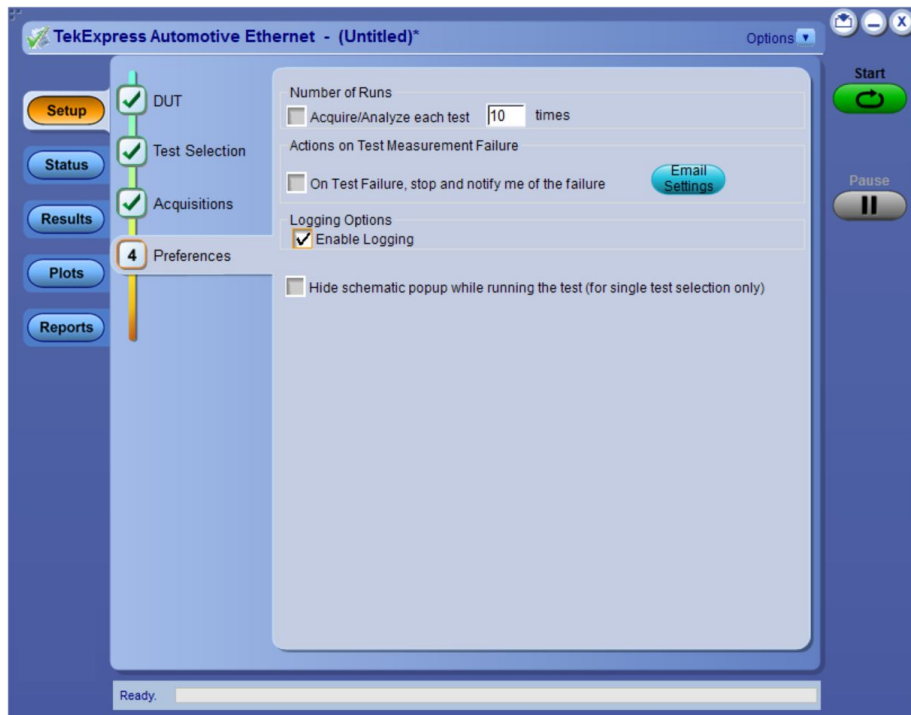 TekExpress Automotive Ethernet - (Untitled)*
Options
Setup
Status
Results
Plots
Reports
DUT
Test Selection
Acquisitions
4 Preferences
Number of Runs
Acquire/Analyze each test 10 times
Actions on Test Measurement Failure
On Test Failure, stop and notify me of the failure
Email
Settings
Logging Options
Enable Logging
Hide schematic popup while running the test (for single test selection only)
Start
Pause
Ready.